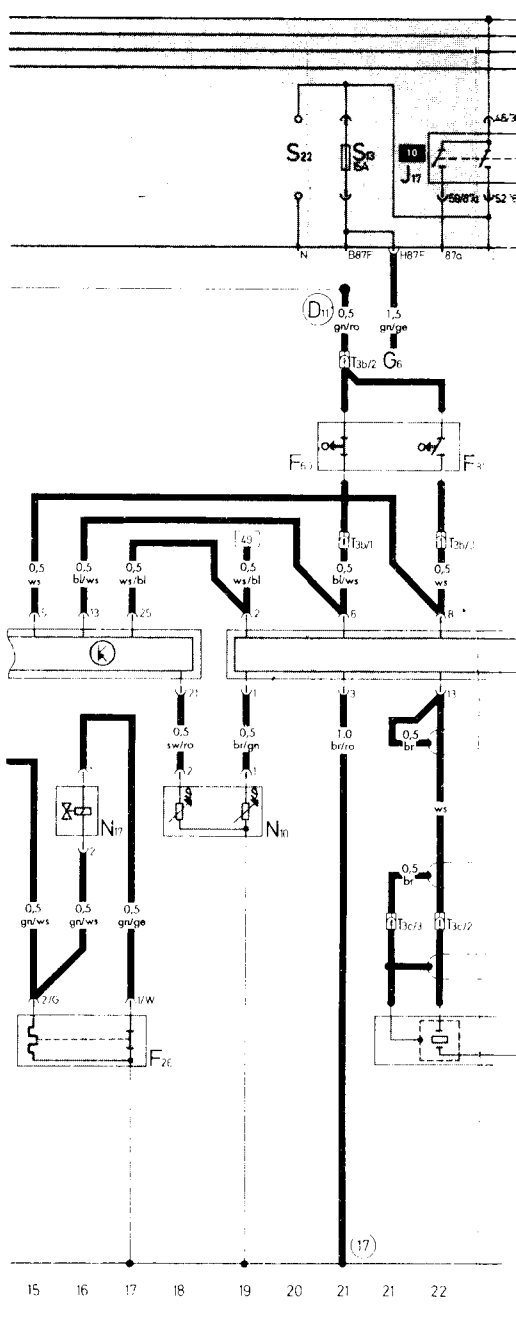 S22
S13
15A
10
J17
N
B87F
H87F
87a
D11
0,5
gn/ro
1,5
gn/ge
T3b/2
G6
49
T3b/1
0,5
ws
0,5
bl/ws
0,5
ws/bl
0,5
ws/bl
0,5
bl/ws
0,5
ws
13
25
2
6
8
K
21
1
3
13
0,5
sw/ro
0,5
br/gn
1,0
br/ro
0,5
br
2
1
N17
N10
ws
2
0,5
br
0,5
gn/ws
0,5
gn/ws
0,5
gn/ge
T3c/3
T3c/2
2/G
1/W
F26
17
15 16 17 18 19 20 21 21 22